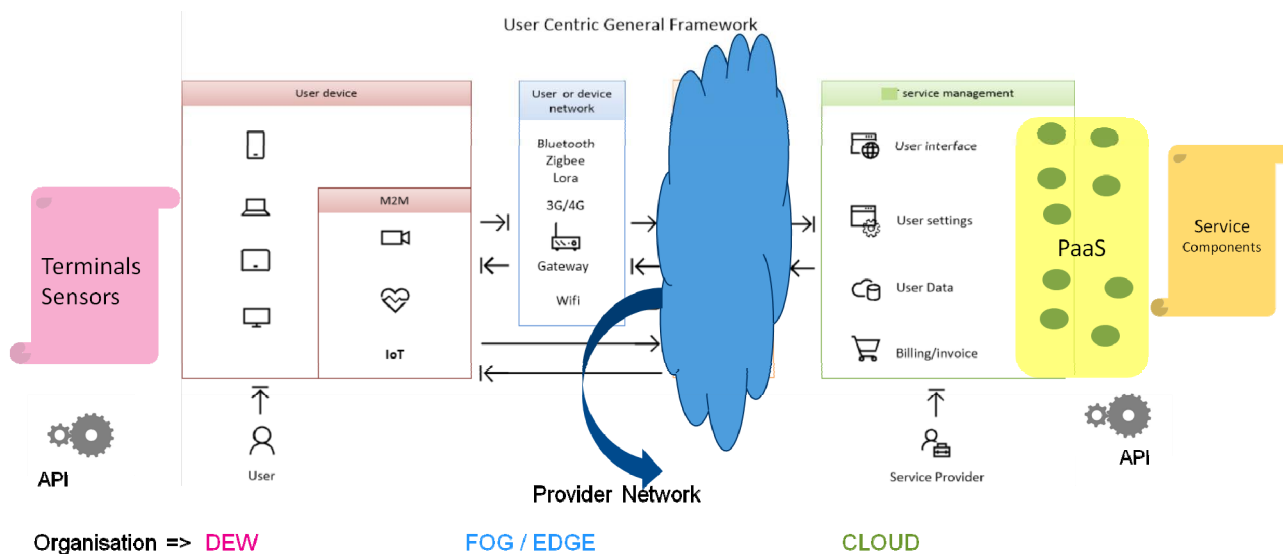 User Centric General Framework
User device
M2M
IoT
User or device
network
Bluetooth
Zigbee
Lora
3G/4G
Gateway
Wifi
service management
User interface
User settings
User Data
Billing/invoice
PaaS
Service
Components
Terminals
Sensors
API
User
Provider Network
Service Provider
API
Organisation => DEW
FOG / EDGE
CLOUD